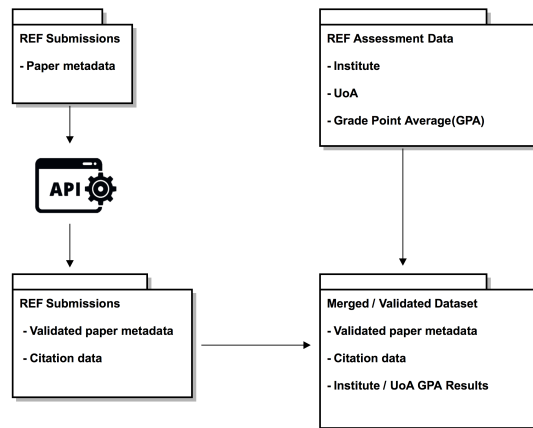 REF Submissions
- Paper metadata
REF Assessment Data
- Institute
- UoA
- Grade Point Average(GPA)
API
REF Submissions
- Validated paper metadata
- Citation data
Merged / Validated Dataset
- Validated paper metadata
- Citation data
- Institute / UoA GPA Results